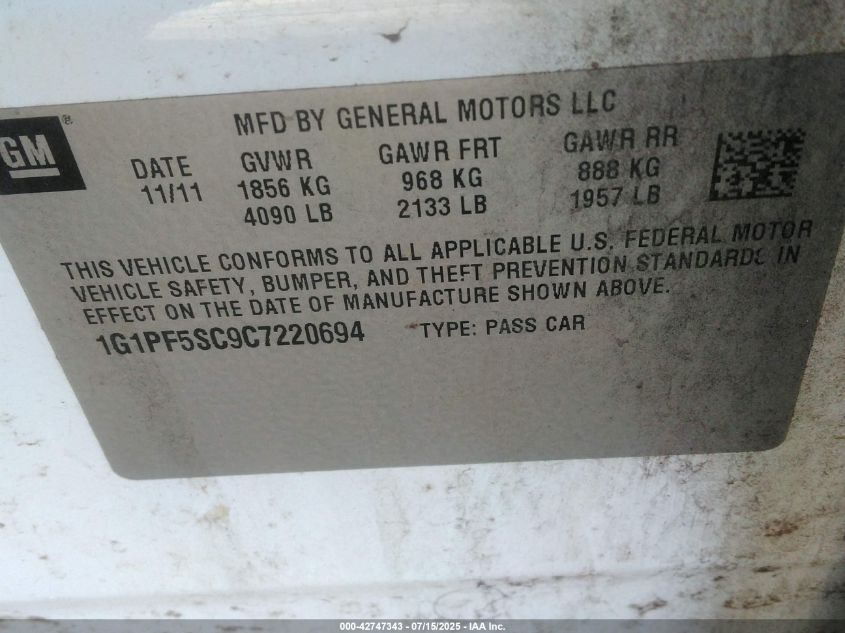 GM®
MFD BY GENERAL MOTORS LLC
DATE GVWR GAWR FRT GAWR RR
11/11 1856 KG 968 KG 888 KG
4090 LB 2133 LB 1957 LB
THIS VEHICLE CONFORMS TO ALL APPLICABLE U.S. FEDERAL MOTOR
VEHICLE SAFETY, BUMPER, AND THEFT PREVENTION STANDARDS IN
EFFECT ON THE DATE OF MANUFACTURE SHOWN ABOVE.
1G1PF5SC9C7220694 TYPE: PASS CAR
000-42747343 - 07/15/2025 - IAA Inc.